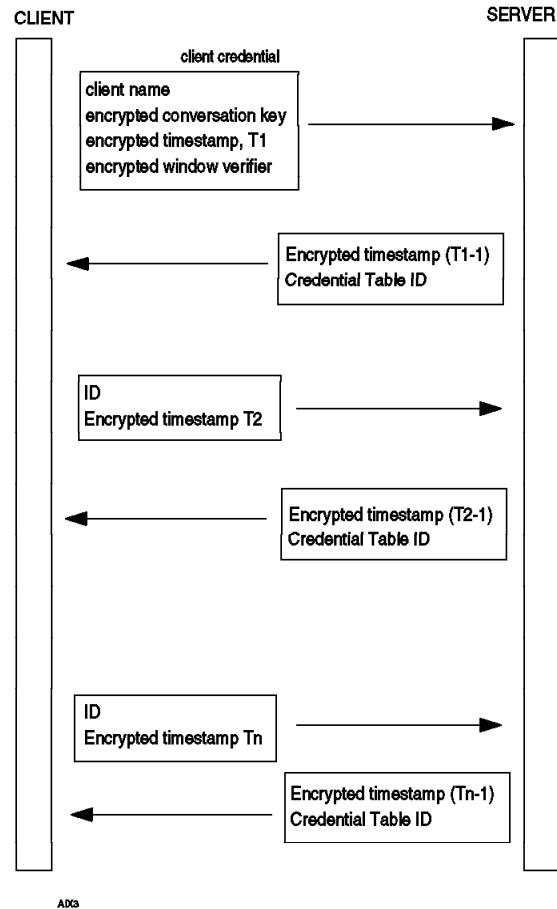 CLIENT
SERVER
client credential
client name
encrypted conversation key
encrypted timestamp, T1
encrypted window verifier
Encrypted timestamp (T1-1)
Credential Table ID
ID
Encrypted timestamp T2
Encrypted timestamp (T2-1)
Credential Table ID
ID
Encrypted timestamp Tn
Encrypted timestamp (Tn-1)
Credential Table ID
AIX3